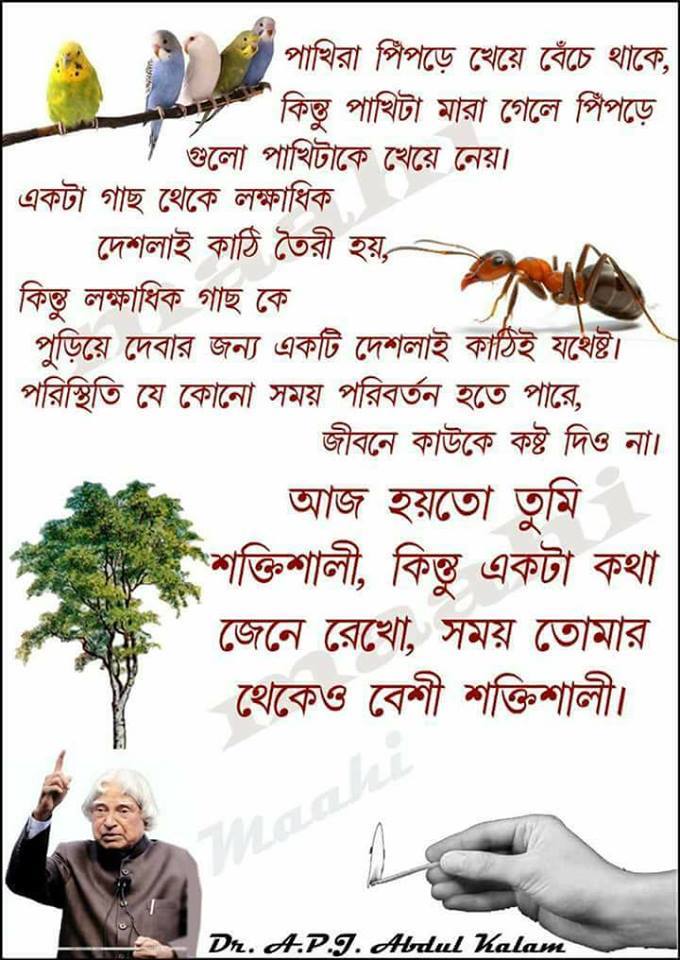 পাখিরা পিঁপড়ে খেয়ে বেঁচে থাকে,
কিন্তু পাখিটা মারা গেলে পিঁপড়ে
গুলো পাখিটাকে খেয়ে নেয়।
একটা গাছ থেকে লক্ষাধিক
দেশলাই কাঠি তৈরী হয়,
কিন্তু লক্ষাধিক গাছ কে
পুড়িয়ে দেবার জন্য একটি দেশলাই কাঠিই যথেষ্ট।
পরিস্থিতি যে কোনো সময় পরিবর্তন হতে পারে,
জীবনে কাউকে কষ্ট দিও না।
আজ হয়তো তুমি
শক্তিশালী, কিন্তু একটা কথা
জেনে রেখো, সময় তোমার
থেকেও বেশী শক্তিশালী।
maahi
maahi
Maahi
Dr. A.P.J. Abdul Kalam